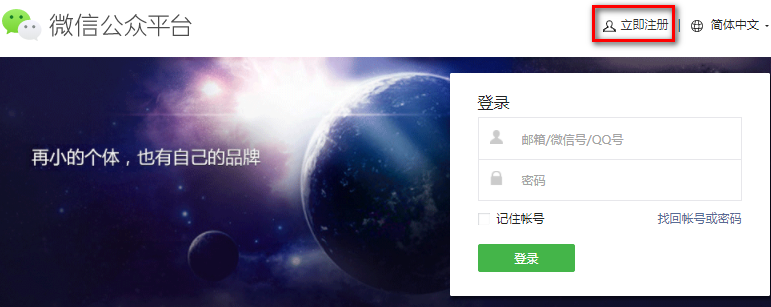 微信公众平台
立即注册
简体中文
再小的个体，也有自己的品牌
登录
邮箱/微信号/QQ号
密码
记住帐号
找回帐号或密码
登录